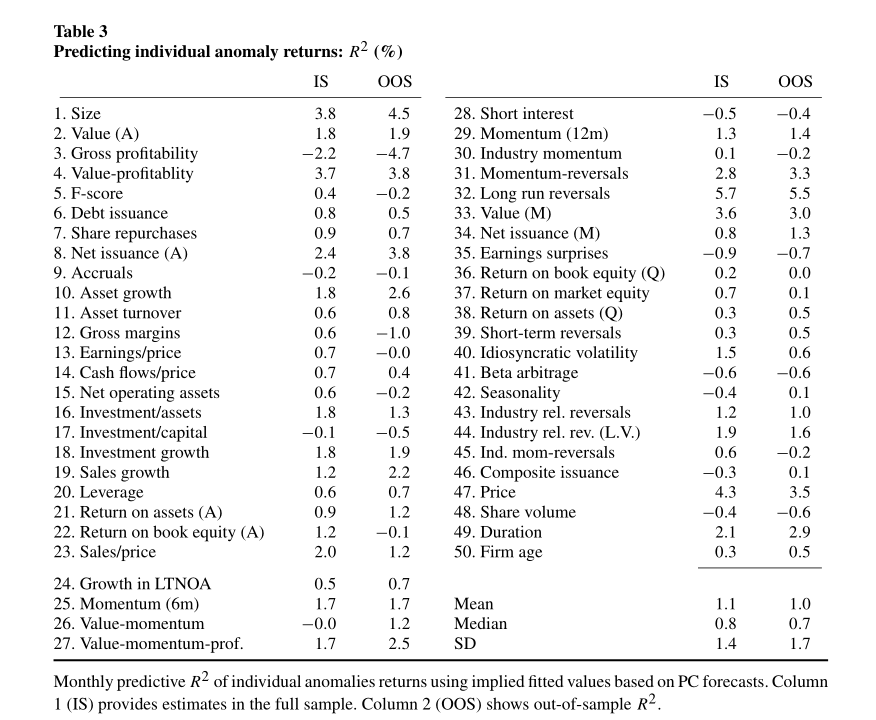 Table 3
Predicting individual anomaly returns: R² (%)
IS OOS IS OOS
1. Size 3.8 4.5 28. Short interest −0.5 −0.4
2. Value (A) 1.8 1.9 29. Momentum (12m) 1.3 1.4
3. Gross profitability −2.2 −4.7 30. Industry momentum 0.1 −0.2
4. Value-profitablity 3.7 3.8 31. Momentum-reversals 2.8 3.3
5. F-score 0.4 −0.2 32. Long run reversals 5.7 5.5
6. Debt issuance 0.8 0.5 33. Value (M) 3.6 3.0
7. Share repurchases 0.9 0.7 34. Net issuance (M) 0.8 1.3
8. Net issuance (A) 2.4 3.8 35. Earnings surprises −0.9 −0.7
9. Accruals −0.2 −0.1 36. Return on book equity (Q) 0.2 0.0
10. Asset growth 1.8 2.6 37. Return on market equity 0.7 0.1
11. Asset turnover 0.6 0.8 38. Return on assets (Q) 0.3 0.5
12. Gross margins 0.6 −1.0 39. Short-term reversals 0.3 0.5
13. Earnings/price 0.7 −0.0 40. Idiosyncratic volatility 1.5 0.6
14. Cash flows/price 0.7 0.4 41. Beta arbitrage −0.6 −0.6
15. Net operating assets 0.6 −0.2 42. Seasonality −0.4 0.1
16. Investment/assets 1.8 1.3 43. Industry rel. reversals 1.2 1.0
17. Investment/capital −0.1 −0.5 44. Industry rel. rev. (L.V.) 1.9 1.6
18. Investment growth 1.8 1.9 45. Ind. mom-reversals 0.6 −0.2
19. Sales growth 1.2 2.2 46. Composite issuance −0.3 0.1
20. Leverage 0.6 0.7 47. Price 4.3 3.5
21. Return on assets (A) 0.9 1.2 48. Share volume −0.4 −0.6
22. Return on book equity (A) 1.2 −0.1 49. Duration 2.1 2.9
23. Sales/price 2.0 1.2 50. Firm age 0.3 0.5
24. Growth in LTNOA 0.5 0.7
25. Momentum (6m) 1.7 1.7 Mean 1.1 1.0
26. Value-momentum −0.0 1.2 Median 0.8 0.7
27. Value-momentum-prof. 1.7 2.5 SD 1.4 1.7
Monthly predictive R² of individual anomalies returns using implied fitted values based on PC forecasts. Column
1 (IS) provides estimates in the full sample. Column 2 (OOS) shows out-of-sample R².